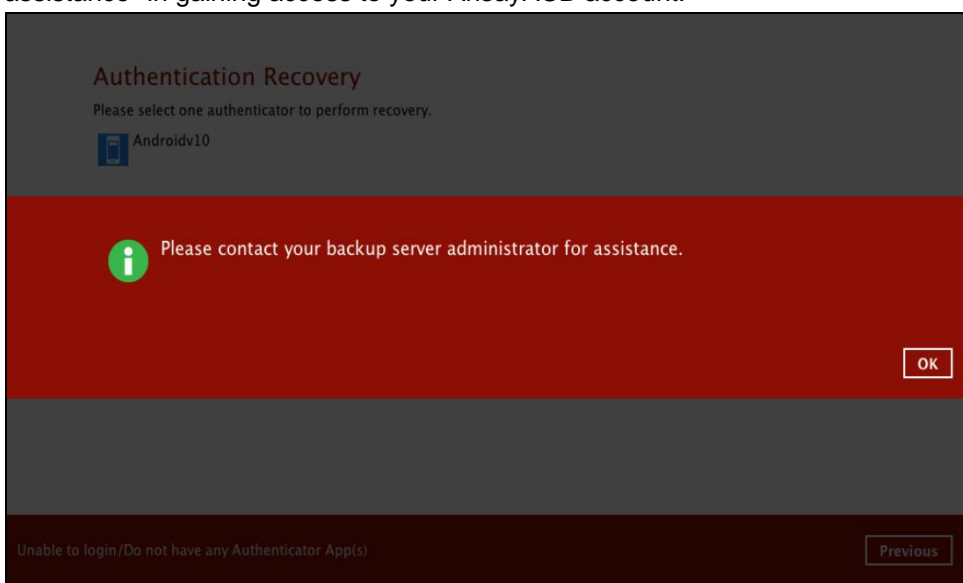 Authentication Recovery
Please select one authenticator to perform recovery.
Androidv10
Please contact your backup server administrator for assistance.
OK
Unable to login/Do not have any Authenticator App(s)
Previous